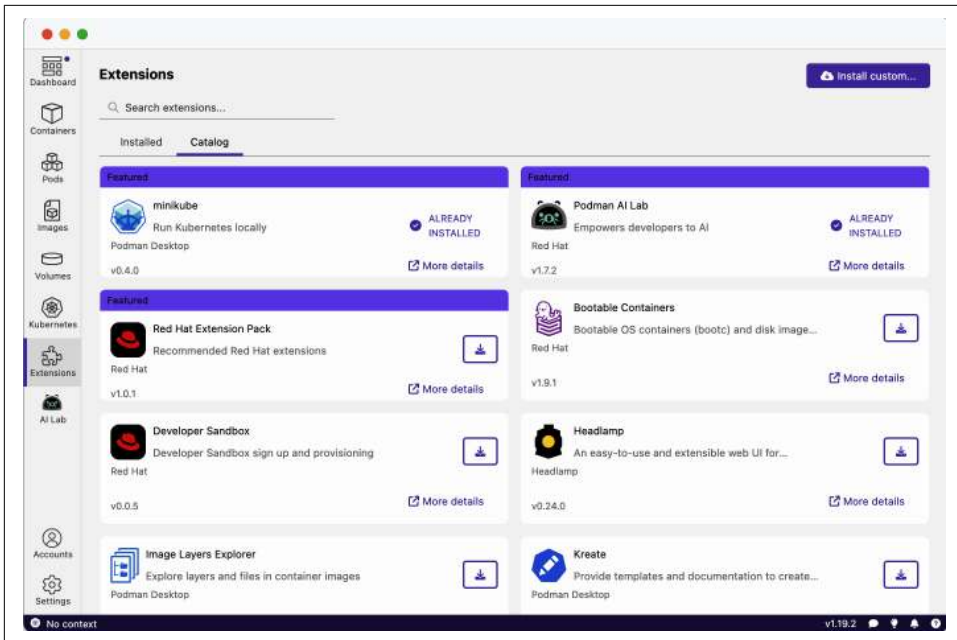 Dashboard
Containers
Pods
Images
Volumes
Kubernetes
Extensions
AI Lab
Accounts
Settings
Extensions
Install custom...
Search extensions...
Installed
Catalog
Featured
minikube
Run Kubernetes locally
Podman Desktop
v0.4.0
ALREADY
INSTALLED
More details
Featured
Podman AI Lab
Empowers developers to AI
Red Hat
v1.7.2
ALREADY
INSTALLED
More details
Featured
Red Hat Extension Pack
Recommended Red Hat extensions
Red Hat
v1.0.1
More details
Bootable Containers
Bootable OS containers (bootc) and disk image...
Red Hat
v1.9.1
More details
Developer Sandbox
Developer Sandbox sign up and provisioning
Red Hat
v0.0.5
More details
Headlamp
An easy-to-use and extensible web UI for...
Headlamp
v0.24.0
More details
Image Layers Explorer
Explore layers and files in container images
Podman Desktop
Kreate
Provide templates and documentation to create...
Podman Desktop
No context
v1.19.2